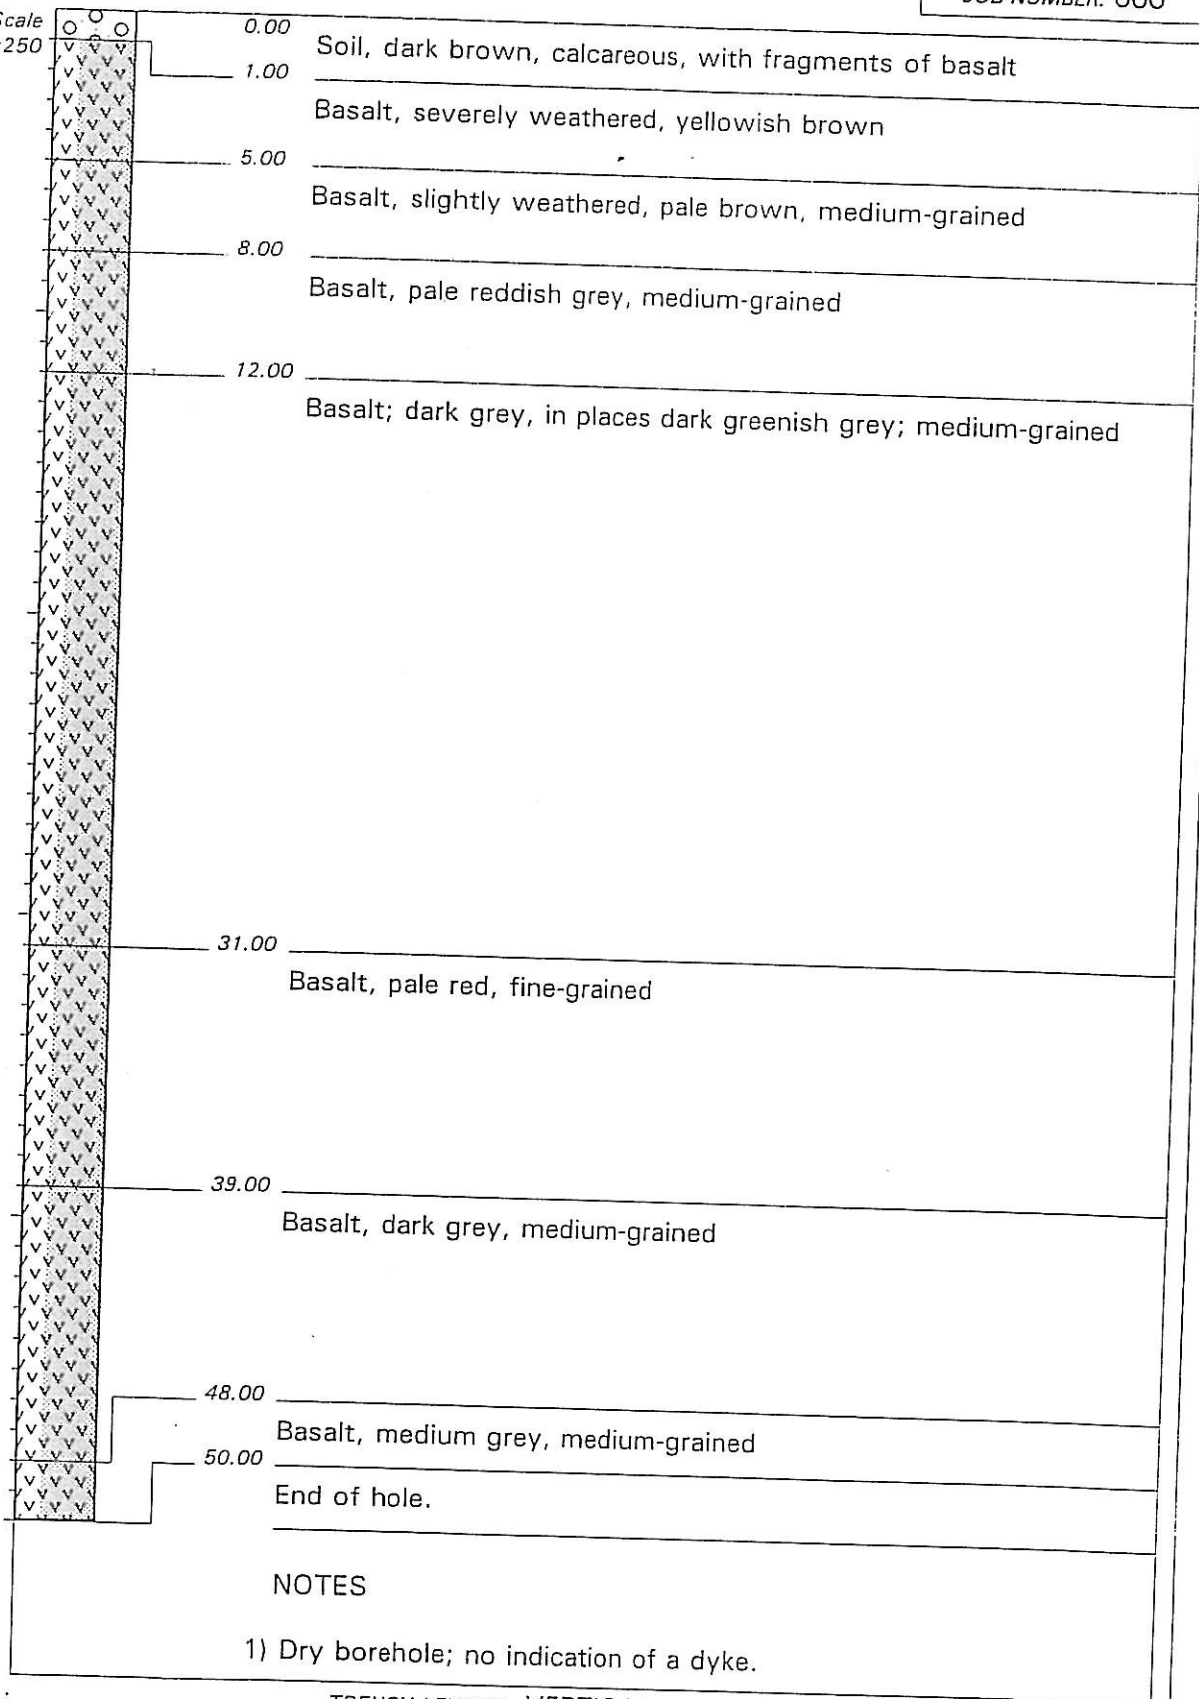 Scale
JOB NUMBER:
250
0.00
Soil, dark brown, calcareous, with fragments of basalt
1.00
Basalt, severely weathered, yellowish brown
5.00
Basalt, slightly weathered, pale brown, medium-grained
8.00
Basalt, pale reddish grey, medium-grained
12.00
Basalt; dark grey, in places dark greenish grey; medium-grained
31.00
Basalt, pale red, fine-grained
39.00
Basalt, dark grey, medium-grained
48.00
Basalt, medium grey, medium-grained
50.00
End of hole.
NOTES
1) Dry borehole; no indication of a dyke.